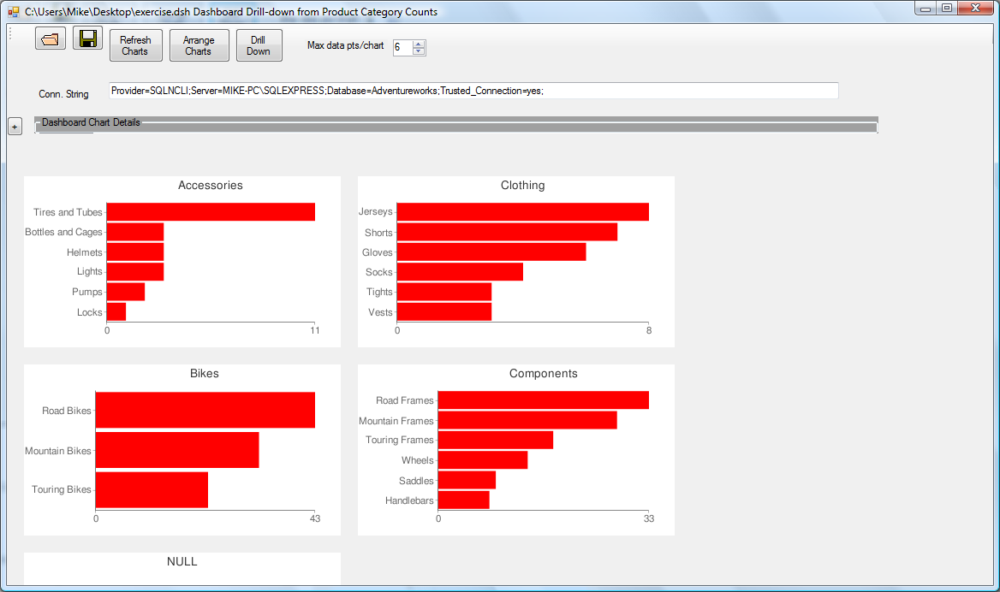 C:\Users\Mike\Desktop\exercise.dsh Dashboard Drill-down from Product Category Counts
Refresh Charts
Arrange Charts
Drill Down
Max data pts/chart 6
Conn. String Provider=SQLNCLI;Server=MIKE-PC\SQLEXPRESS;Database=Adventureworks;Trusted_Connection=yes;
+ Dashboard Chart Details
Accessories
Tires and Tubes
Bottles and Cages
Helmets
Lights
Pumps
Locks
0 11
Clothing
Jerseys
Shorts
Gloves
Socks
Tights
Vests
0 8
Bikes
Road Bikes
Mountain Bikes
Touring Bikes
0 43
Components
Road Frames
Mountain Frames
Touring Frames
Wheels
Saddles
Handlebars
0 33
NULL